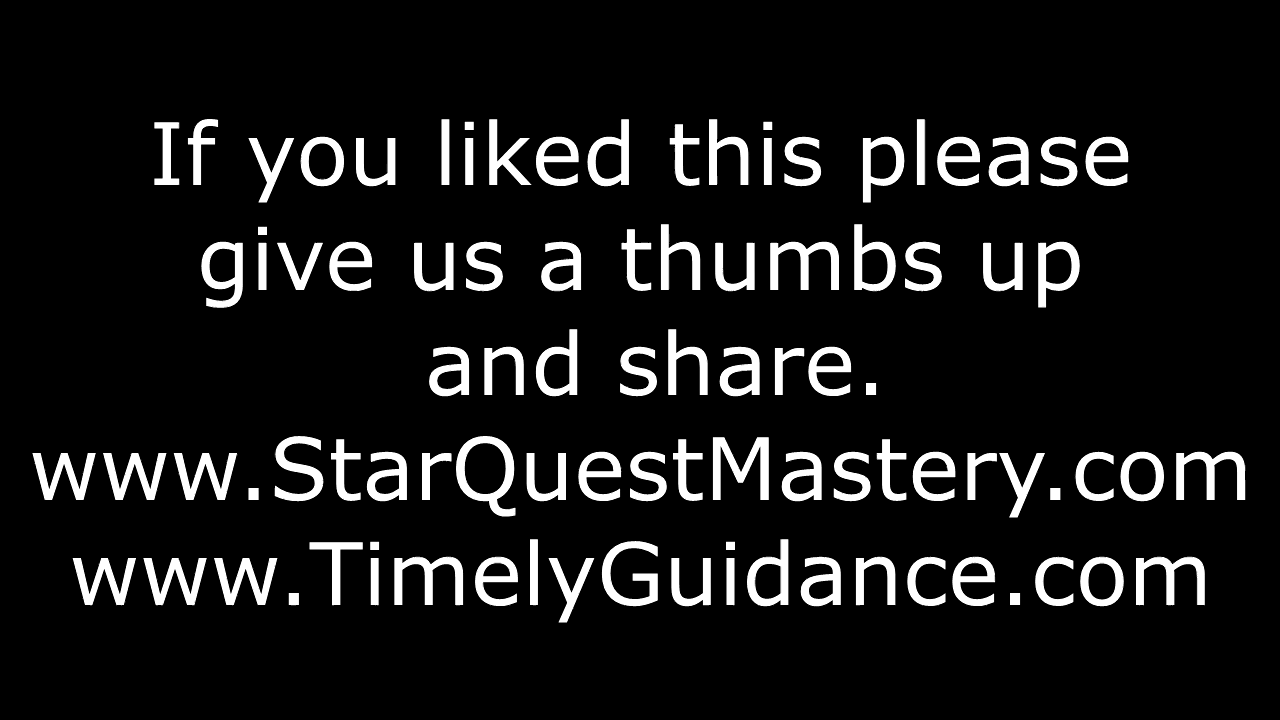 If you liked this please
give us a thumbs up
and share.
www.StarQuestMastery.com
www.TimelyGuidance.com